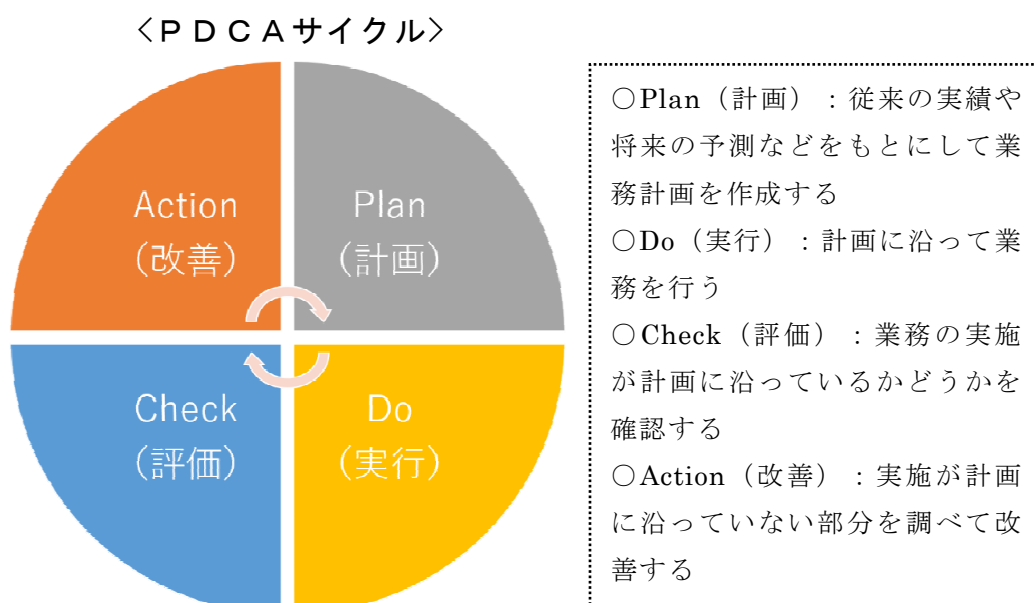 〈ＰＤＣＡサイクル〉
Action
(改善)
Plan
(計画)
Check
(評価)
Do
(実行)
○Plan（計画）：従来の実績や
将来の予測などをもとにして業
務計画を作成する
○Do（実行）：計画に沿って業
務を行う
○Check（評価）：業務の実施
が計画に沿っているかどうかを
確認する
○Action（改善）：実施が計画
に沿っていない部分を調べて改
善する